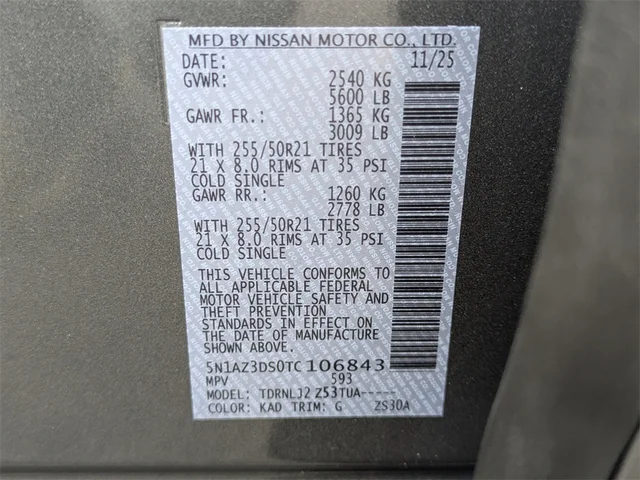 MFD BY NISSAN MOTOR CO., LTD.
DATE: 11/25
GVWR: 2540 KG
5600 LB
GAWR FR.: 1365 KG
3009 LB
WITH 255/50R21 TIRES
21 X 8.0 RIMS AT 35 PSI
COLD SINGLE
GAWR RR.: 1260 KG
2778 LB
WITH 255/50R21 TIRES
21 X 8.0 RIMS AT 35 PSI
COLD SINGLE
THIS VEHICLE CONFORMS TO
ALL APPLICABLE FEDERAL
MOTOR VEHICLE SAFETY AND
THEFT PREVENTION
STANDARDS IN EFFECT ON
THE DATE OF MANUFACTURE
SHOWN ABOVE.
5N1AZ3DS0TC106843
MPV 593
MODEL: TDRNLJ2 Z53TUA-----
COLOR: KAD TRIM: G ZS30A